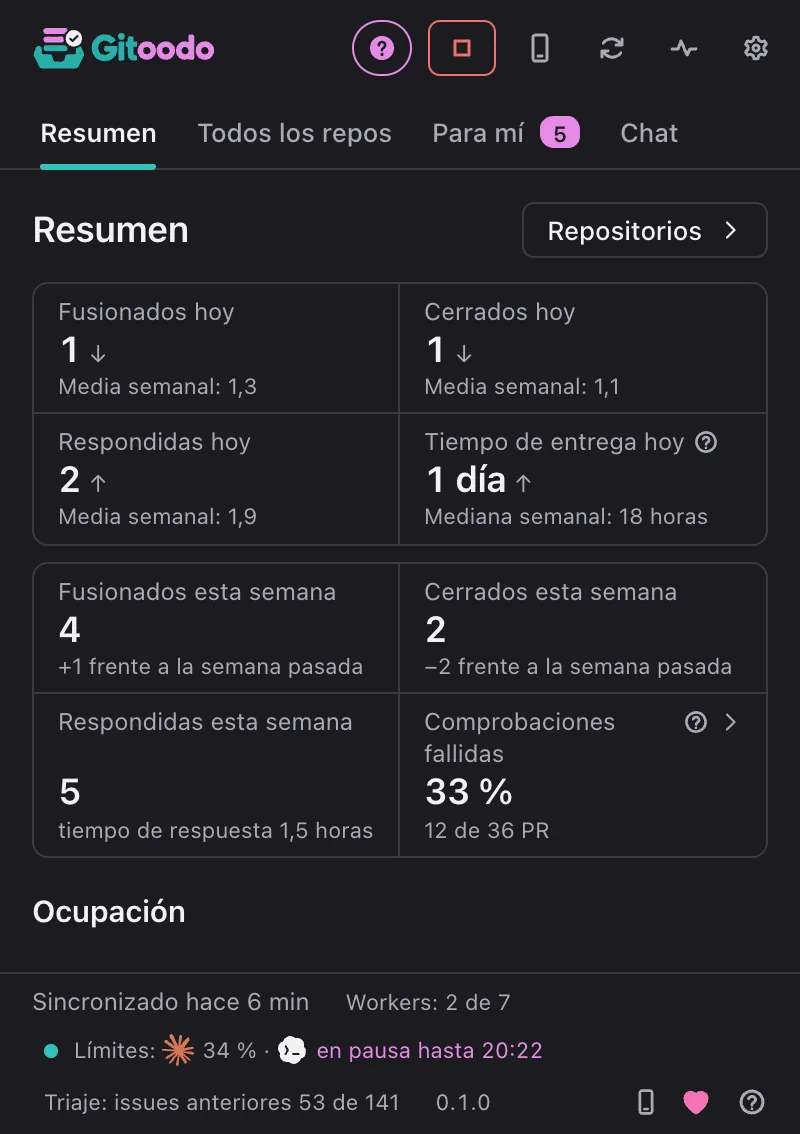 Gitoodo
Resumen
Todos los repos
Para mí 5
Chat
Resumen
Repositorios
Fusionados hoy
1 ↓
Media semanal: 1,3
Cerrados hoy
1 ↓
Media semanal: 1,1
Respondidas hoy
2 ↑
Media semanal: 1,9
Tiempo de entrega hoy
1 día ↑
Mediana semanal: 18 horas
Fusionados esta semana
4
+1 frente a la semana pasada
Cerrados esta semana
2
−2 frente a la semana pasada
Respondidas esta semana
5
tiempo de respuesta 1,5 horas
Comprobaciones
fallidas
33 %
12 de 36 PR
Ocupación
Sincronizado hace 6 min
Workers: 2 de 7
Límites: 34 % · en pausa hasta 20:22
Triaje: issues anteriores 53 de 141
0.1.0